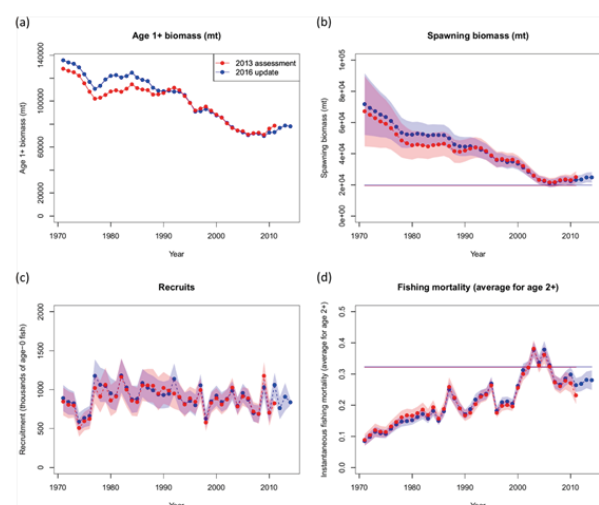 (a)
Age 1+ biomass (mt)
140000
100000
60000
20000
0
Age 1+ biomass (mt)
2013 assessment
2016 update
1970 1980 1990 2000 2010
Year
(b)
Spawning biomass (mt)
1e+05
8e+04
6e+04
4e+04
2e+04
0e+00
Spawning biomass (mt)
1970 1980 1990 2000 2010
Year
(c)
Recruits
2000
1500
1000
500
0
Recruitment (thousands of age-0 fish)
1970 1980 1990 2000 2010
Year
(d)
Fishing mortality (average for age 2+)
0.5
0.4
0.3
0.2
0.1
0.0
Instantaneous fishing mortality (average for age 2+)
1970 1980 1990 2000 2010
Year